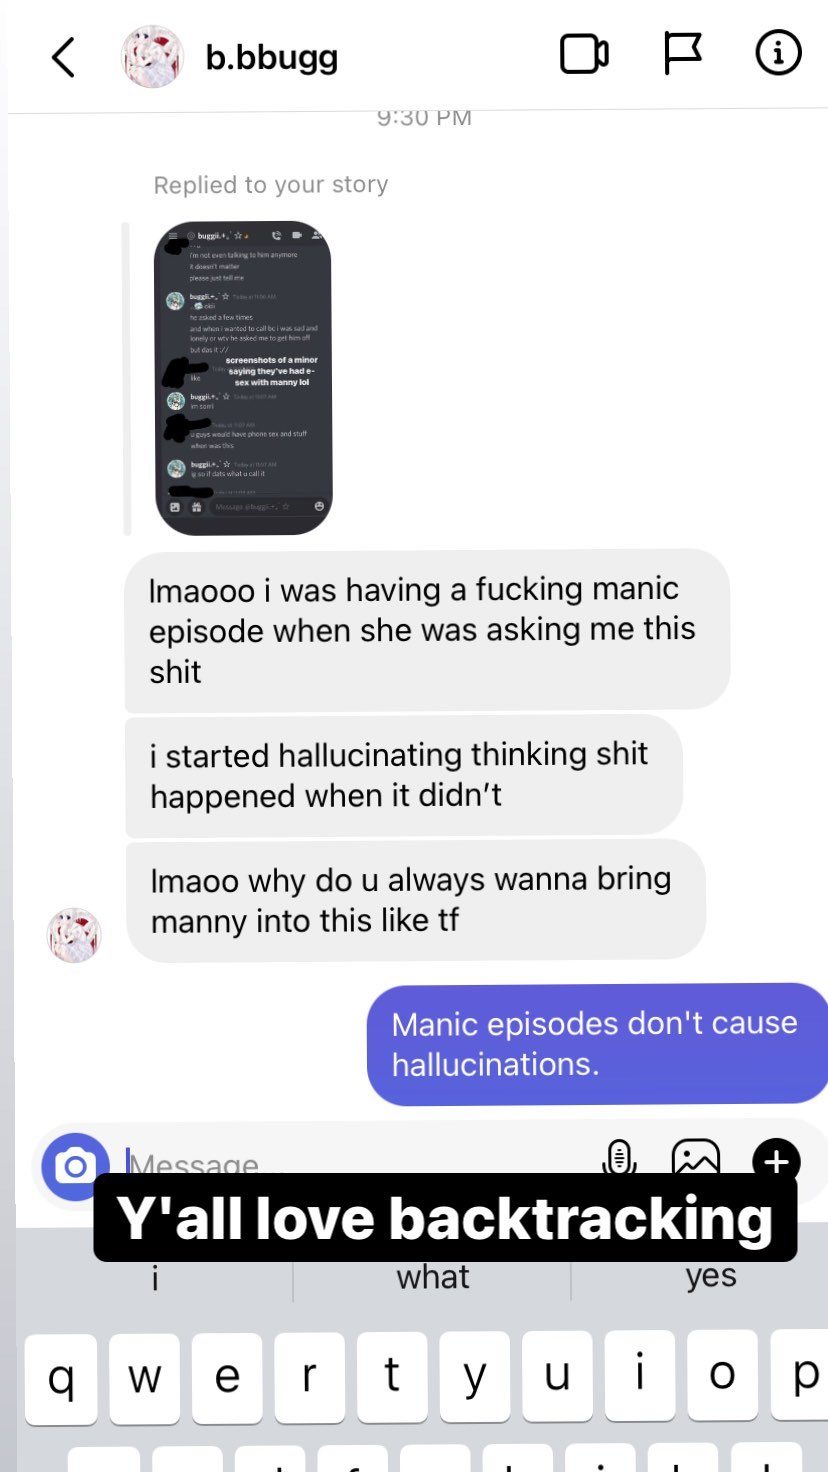 b.bbugg
9:30 PM
Replied to your story
@ buggii.+
I'm not even talking to him anymore
it doesn't matter
please just tell me
buggii.+ Today at 11:06 AM
okii
he asked a few times
and when i wanted to call bc i was sad and
lonely or wtv he asked me to get him off
but das it ://
screenshots of a minor
saying they've had e-
sex with manny lol
Today
like
buggii.+ Today at 11:07 AM
im sorri
Today at 11:07 AM
u guys would have phone sex and stuff
when was this
buggii.+ Today at 11:07 AM
ig so if dats what u call it
Message @buggii.+
lmaooo i was having a fucking manic
episode when she was asking me this
shit
i started hallucinating thinking shit
happened when it didn’t
lmaoo why do u always wanna bring
manny into this like tf
Manic episodes don't cause
hallucinations.
Message...
Y'all love backtracking
i what yes
q w e r t y u i o p